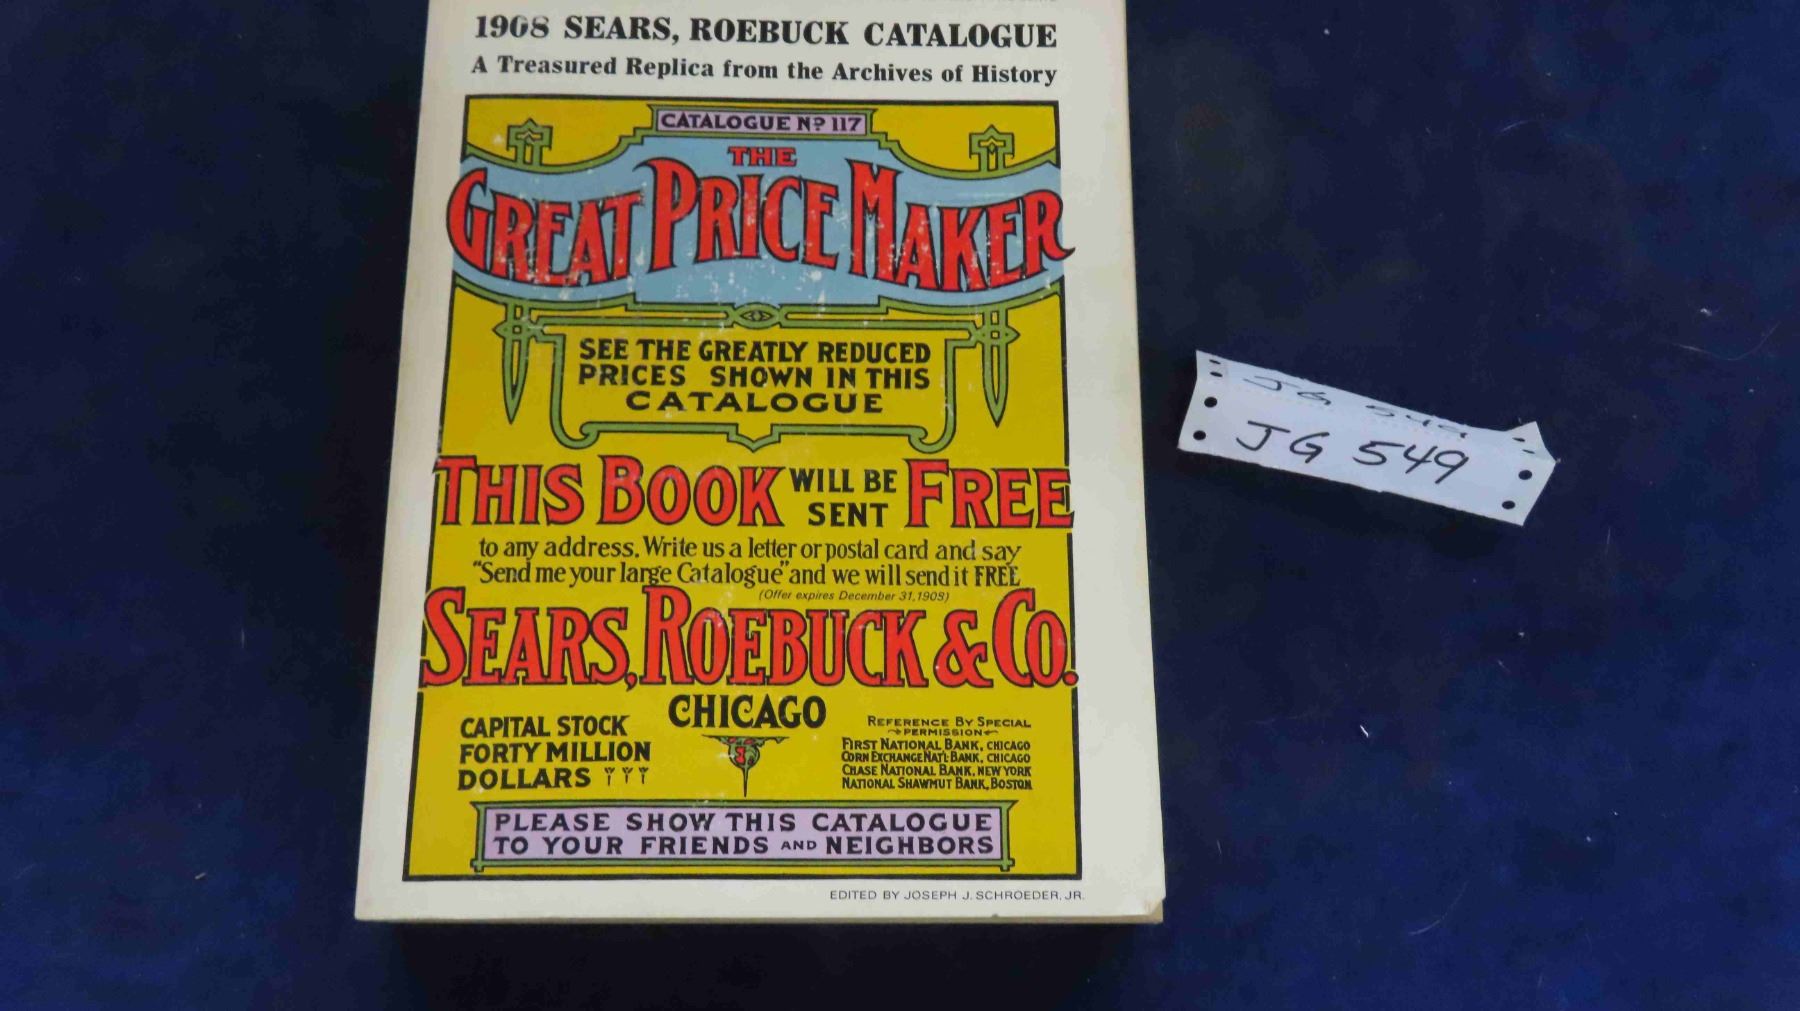 1908 SEARS, ROEBUCK CATALOGUE
A Treasured Replica from the Archives of History
CATALOGUE No 117
THE
GREAT PRICE MAKER
SEE THE GREATLY REDUCED
PRICES SHOWN IN THIS
CATALOGUE
THIS BOOK WILL BE SENT FREE
to any address. Write us a letter or postal card and say
"Send me your large Catalogue" and we will send it FREE
(Offer expires December 31, 1908)
SEARS, ROEBUCK & CO.
CHICAGO
CAPITAL STOCK
FORTY MILLION
DOLLARS
REFERENCE BY SPECIAL
PERMISSION
FIRST NATIONAL BANK, CHICAGO
CORN EXCHANGE NAT'L BANK, CHICAGO
CHASE NATIONAL BANK, NEW YORK
NATIONAL SHAWMUT BANK, BOSTON
PLEASE SHOW THIS CATALOGUE
TO YOUR FRIENDS AND NEIGHBORS
EDITED BY JOSEPH J. SCHROEDER, JR.
JG 549
JG 549